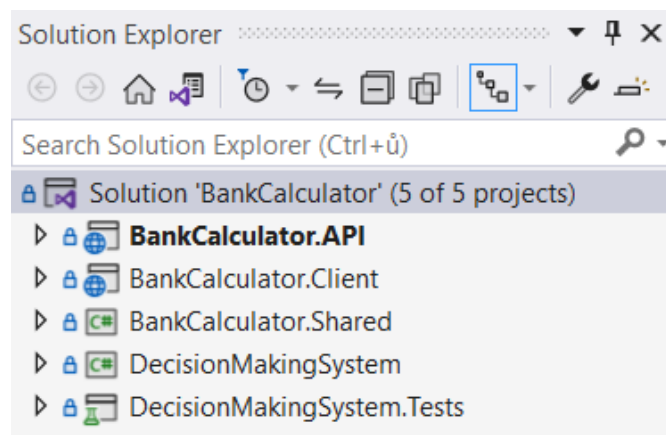 Solution Explorer
Search Solution Explorer (Ctrl+ů)
Solution 'BankCalculator' (5 of 5 projects)
BankCalculator.API
BankCalculator.Client
C# BankCalculator.Shared
C# DecisionMakingSystem
DecisionMakingSystem.Tests